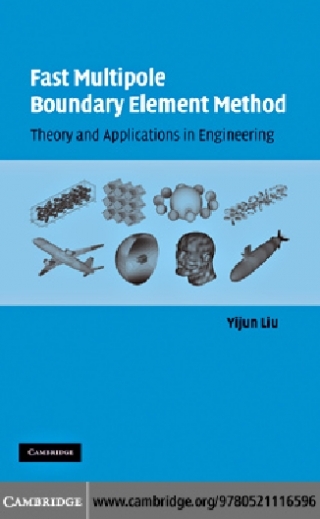 Fast Multipole
Boundary Element Method
Theory and Applications in Engineering
Yijun Liu
CAMBRIDGE
CAMBRIDGE www.cambridge.org/9780521116596